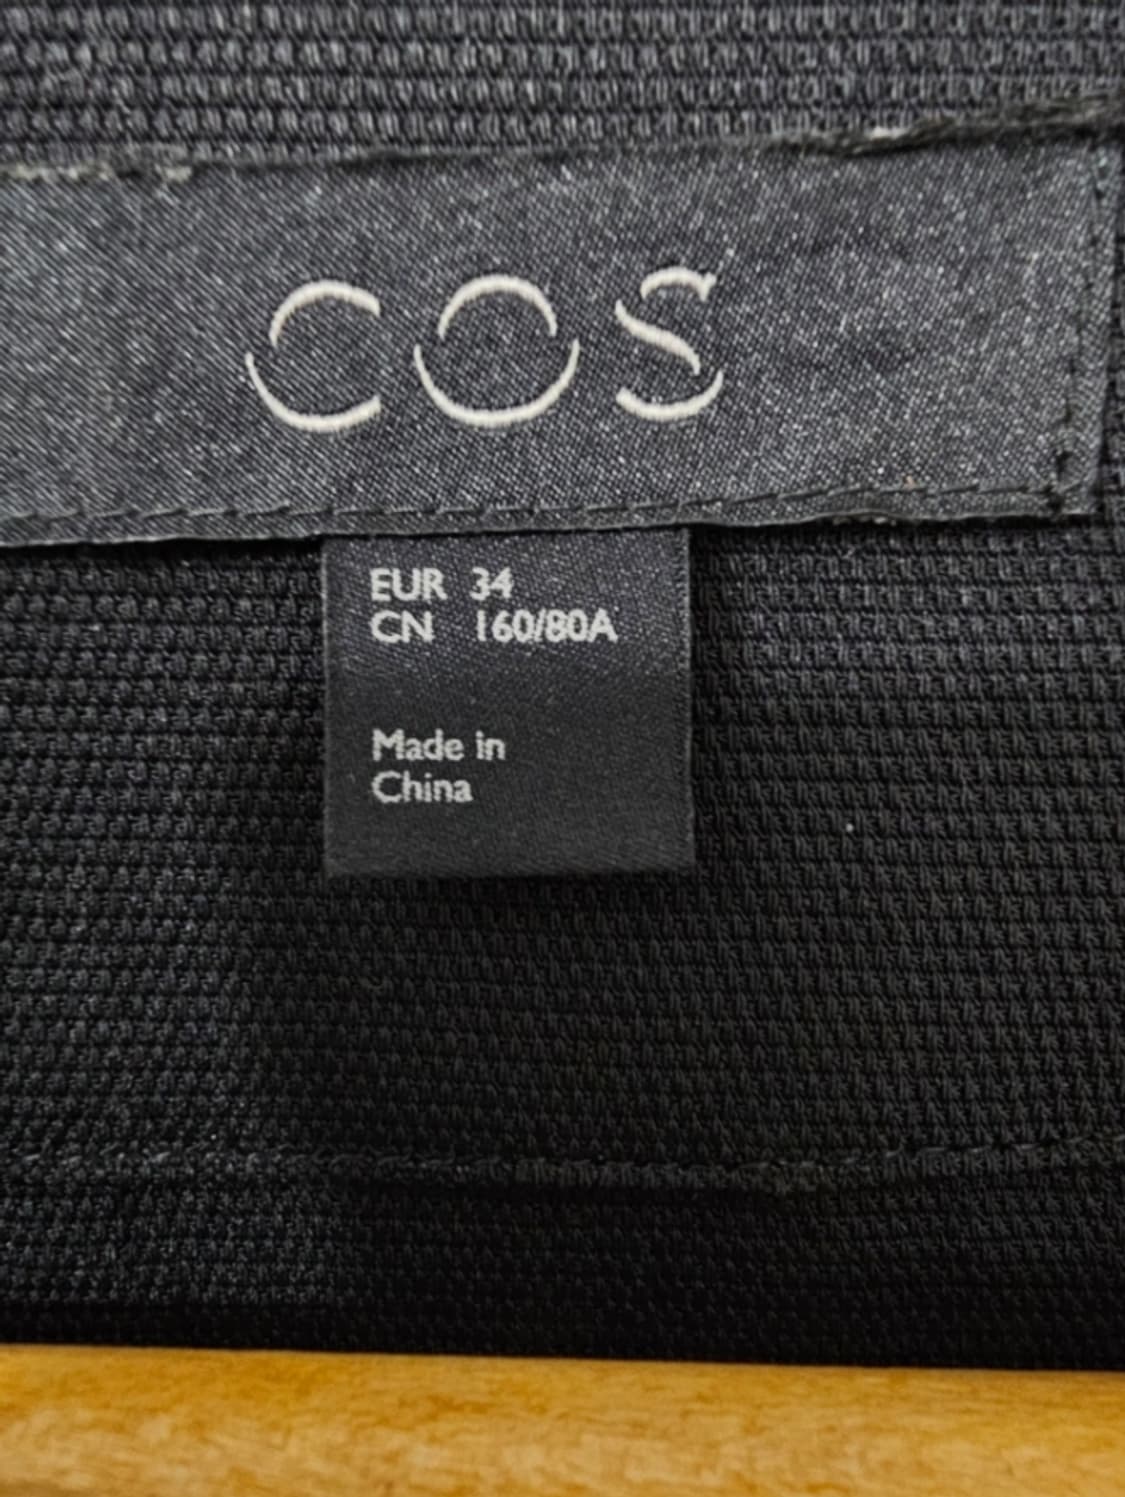 COS
EUR 34
CN 160/80A
Made in
China